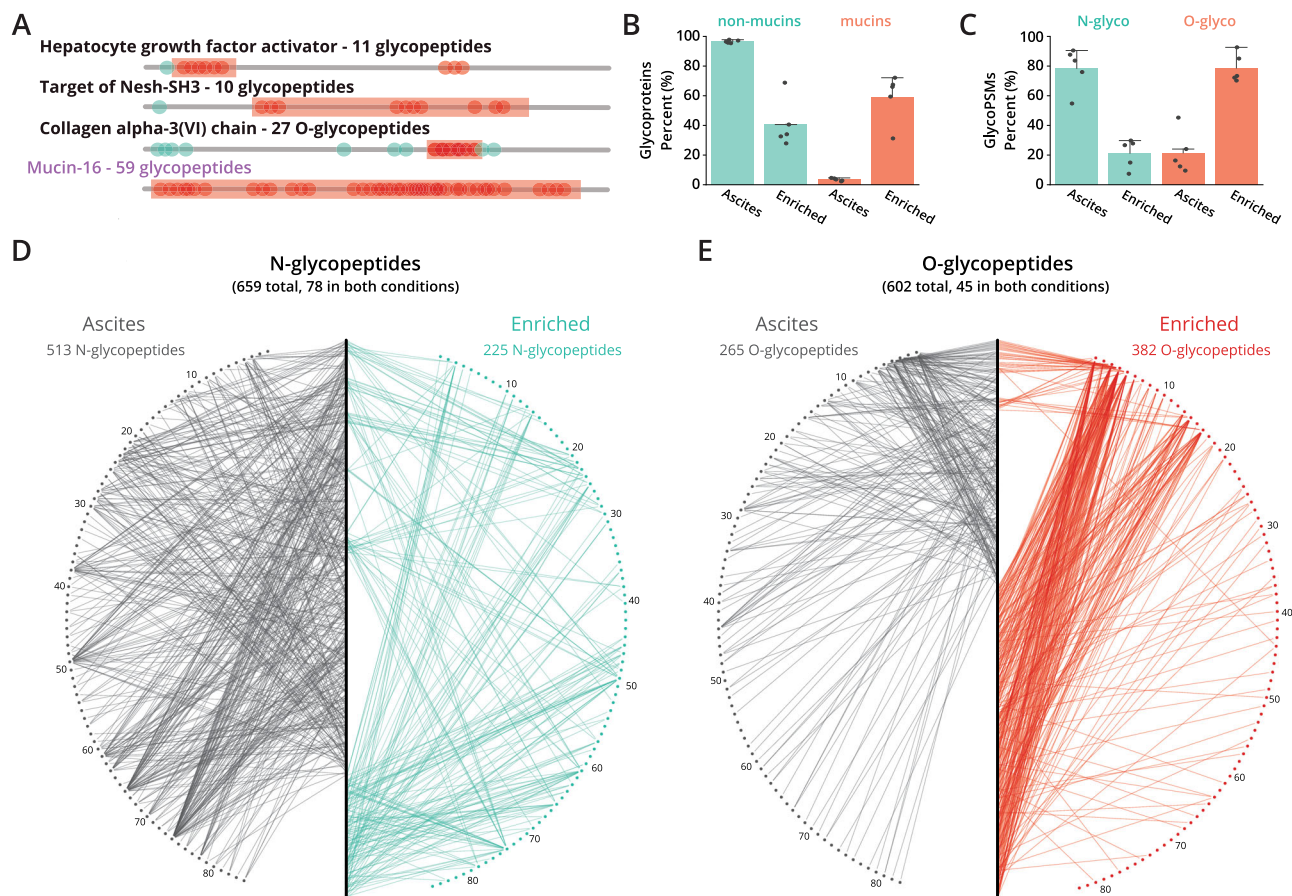 A
Hepatocyte growth factor activator - 11 glycopeptides
Target of Nesh-SH3 - 10 glycopeptides
Collagen alpha-3(VI) chain - 27 O-glycopeptides
Mucin-16 - 59 glycopeptides
B
non-mucins mucins
Glycoproteins
Percent (%)
100
80
60
40
20
0
Ascites Enriched Ascites Enriched
C
N-glyco O-glyco
GlycoPSMs
Percent (%)
100
80
60
40
20
0
Ascites Enriched Ascites Enriched
D
N-glycopeptides
(659 total, 78 in both conditions)
Ascites
513 N-glycopeptides
10
20
30
40
50
60
70
80
Enriched
225 N-glycopeptides
10
20
30
40
50
60
70
80
E
O-glycopeptides
(602 total, 45 in both conditions)
Ascites
265 O-glycopeptides
10
20
30
40
50
60
70
80
Enriched
382 O-glycopeptides
10
20
30
40
50
60
70
80